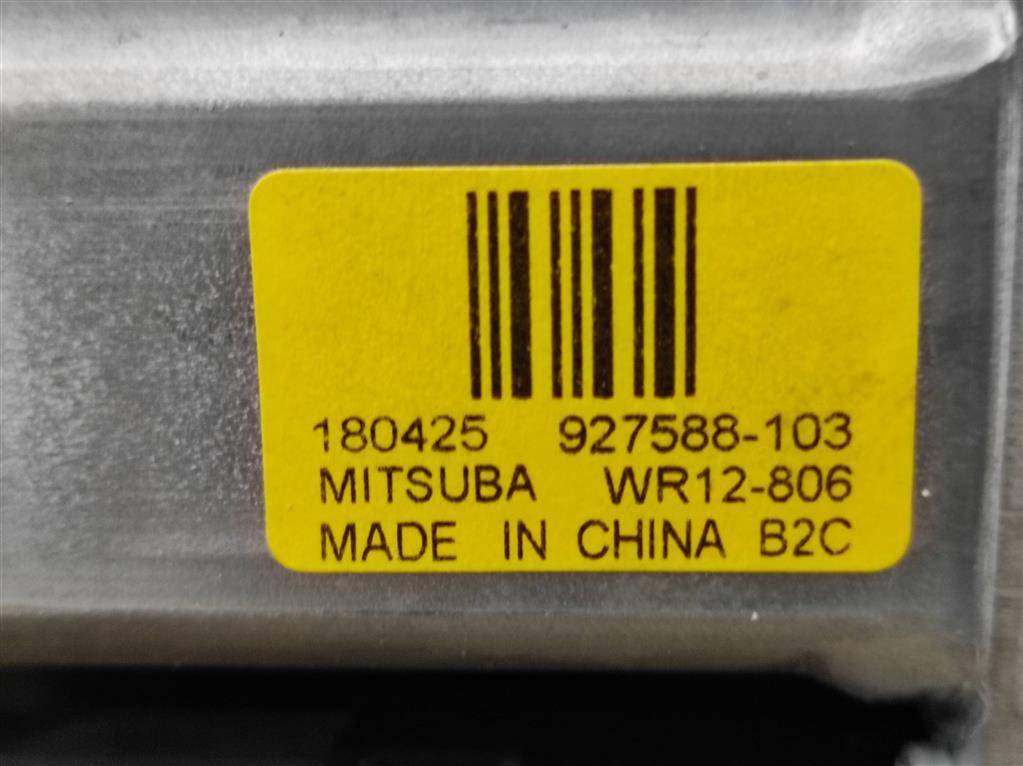 180425 927588-103
MITSUBA WR12-806
MADE IN CHINA B2C